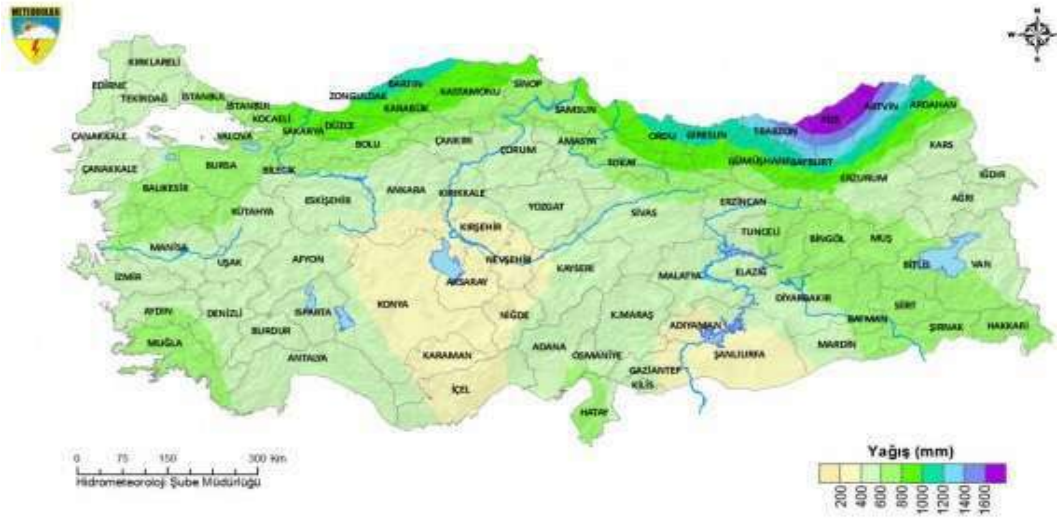 METEOROLOJİ
N
W E
S
KIRKLARELİ
EDİRNE
TEKİRDAĞ
İSTANBUL
İSTANBUL
KOCAELİ
YALOVA
SAKARYA
DÜZCE
ZONGULDAK
BARTIN
KARABÜK
KASTAMONU
SİNOP
SAMSUN
ORDU
GİRESUN
TRABZON
RİZE
ARTVİN
ARDAHAN
KARS
ÇANAKKALE
ÇANAKKALE
BALIKESİR
BURSA
BİLECİK
BOLU
ÇANKIRI
ÇORUM
AMASYA
TOKAT
GÜMÜŞHANE
BAYBURT
ERZURUM
IĞDIR
AĞRI
KÜTAHYA
ESKİŞEHİR
ANKARA
KIRIKKALE
YOZGAT
SİVAS
ERZİNCAN
TUNCELİ
BİNGÖL
MUŞ
BİTLİS
VAN
MANİSA
UŞAK
AFYON
KIRŞEHİR
NEVŞEHİR
AKSARAY
KAYSERİ
MALATYA
ELAZIĞ
DİYARBAKIR
SİİRT
BATMAN
ŞIRNAK
HAKKARİ
İZMİR
AYDIN
DENİZLİ
ISPARTA
BURDUR
KONYA
NİĞDE
K.MARAŞ
ADIYAMAN
MARDİN
MUĞLA
ANTALYA
KARAMAN
İÇEL
ADANA
OSMANİYE
GAZİANTEP
KİLİS
ŞANLIURFA
HATAY
0 75 150 300 Km
Hidrometeoroloji Şube Müdürlüğü
Yağış (mm)
200 400 600 800 1000 1200 1400 1600